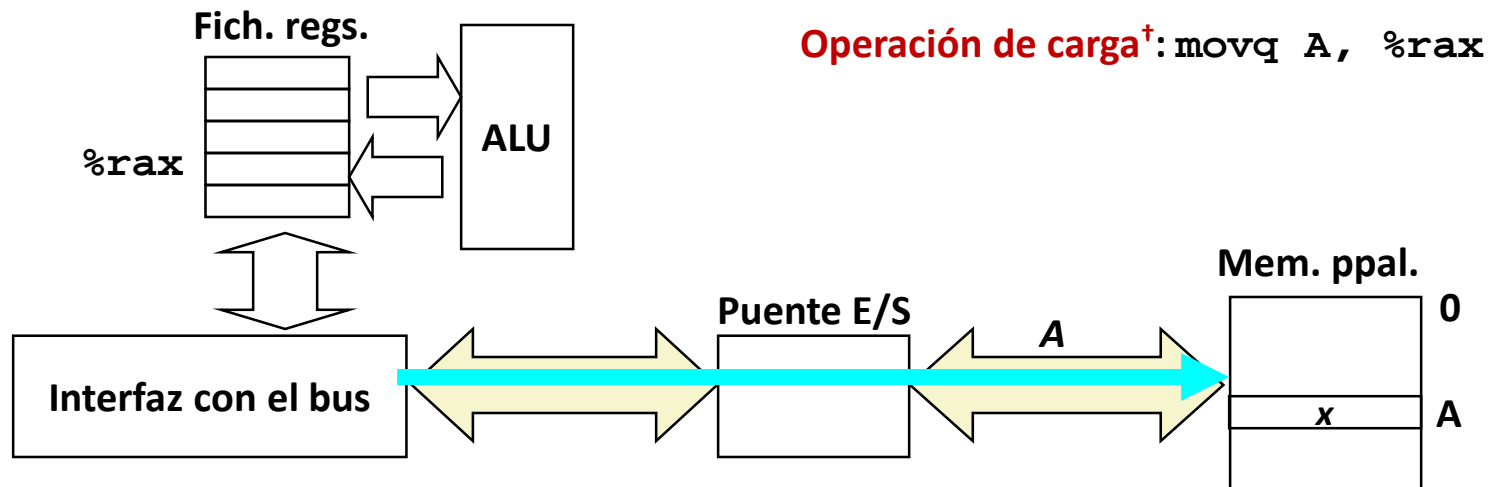 Fich. regs.
Operación de carga†: movq A, %rax
ALU
%rax
Mem. ppal.
Puente E/S
0
A
Interfaz con el bus
x
A